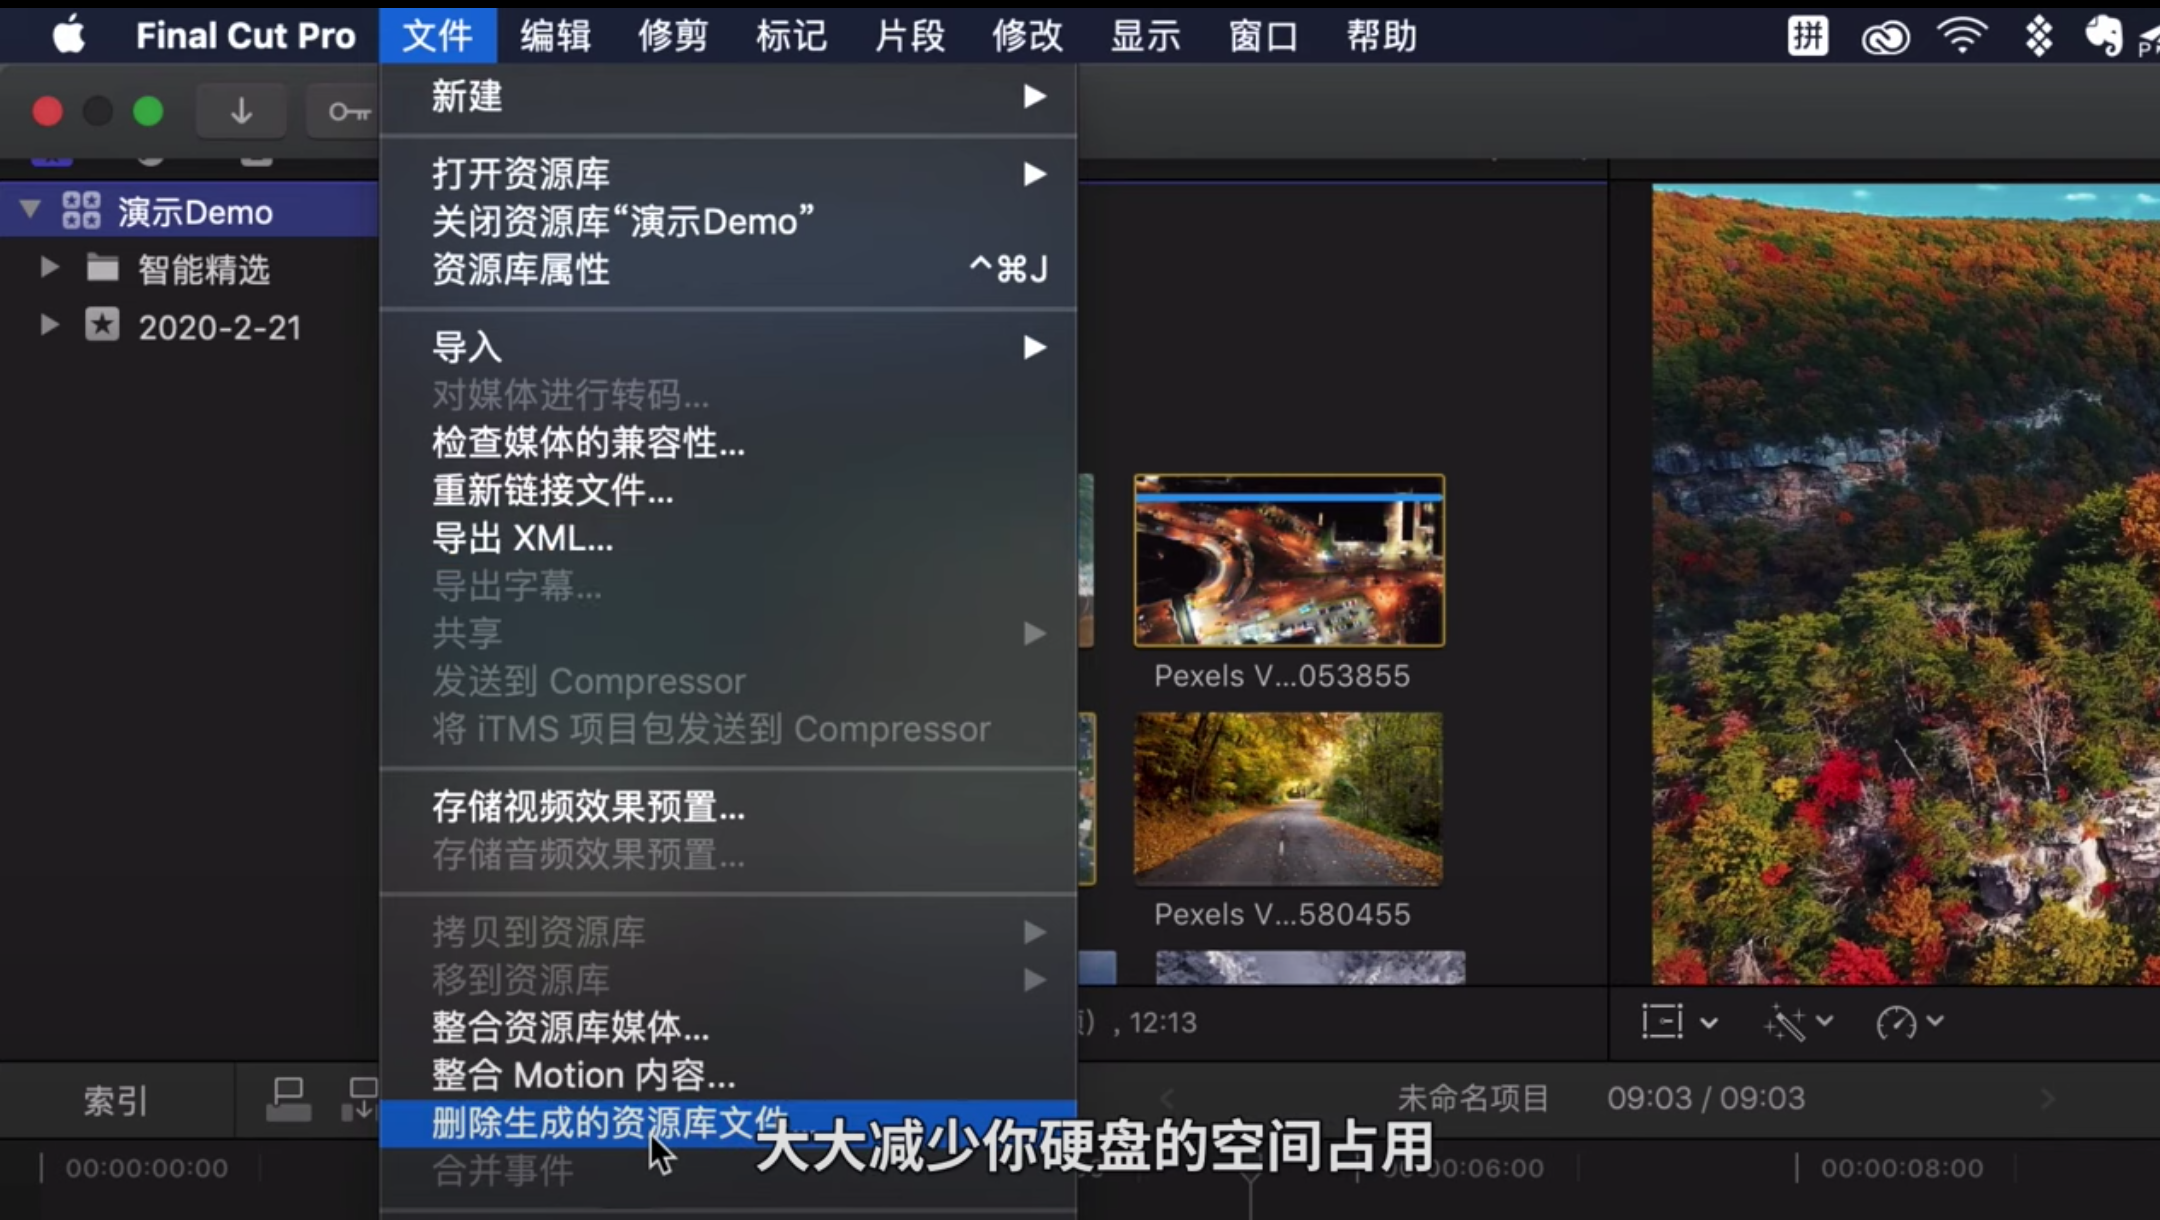 Final Cut Pro 文件 编辑 修剪 标记 片段 修改 显示 窗口 帮助 拼
新建
打开资源库
关闭资源库“演示Demo”
资源库属性 ^⌘J
导入
对媒体进行转码...
检查媒体的兼容性...
重新链接文件...
导出 XML...
导出字幕...
共享
发送到 Compressor
将 iTMS 项目包发送到 Compressor
存储视频效果预置...
存储音频效果预置...
拷贝到资源库
移到资源库
整合资源库媒体...
整合 Motion 内容...
删除生成的资源库文件...
合并事件
演示Demo
智能精选
2020-2-21
Pexels V...053855
Pexels V...580455
, 12:13
索引
未命名项目 09:03 / 09:03
大大减少你硬盘的空间占用
00:00:00:00 00:00:06:00 00:00:08:00